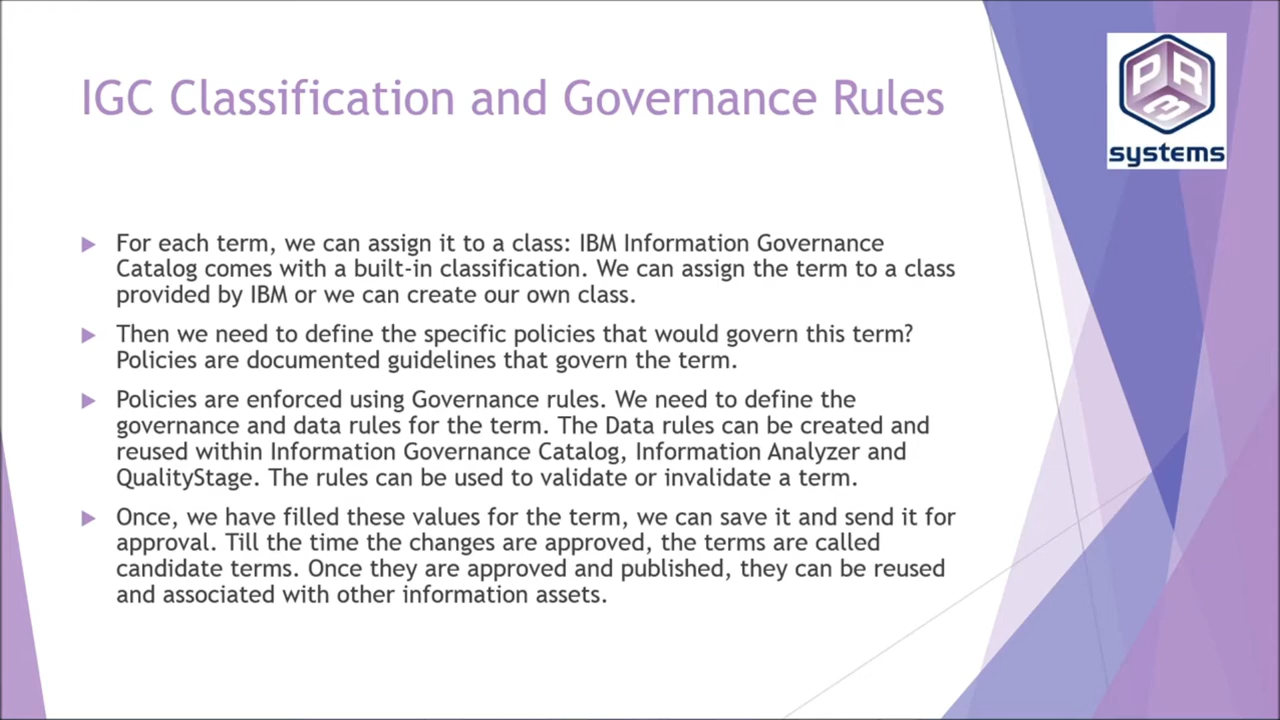 IGC Classification and Governance Rules
PR3
systems
For each term, we can assign it to a class: IBM Information Governance
Catalog comes with a built-in classification. We can assign the term to a class
provided by IBM or we can create our own class.
Then we need to define the specific policies that would govern this term?
Policies are documented guidelines that govern the term.
Policies are enforced using Governance rules. We need to define the
governance and data rules for the term. The Data rules can be created and
reused within Information Governance Catalog, Information Analyzer and
QualityStage. The rules can be used to validate or invalidate a term.
Once, we have filled these values for the term, we can save it and send it for
approval. Till the time the changes are approved, the terms are called
candidate terms. Once they are approved and published, they can be reused
and associated with other information assets.